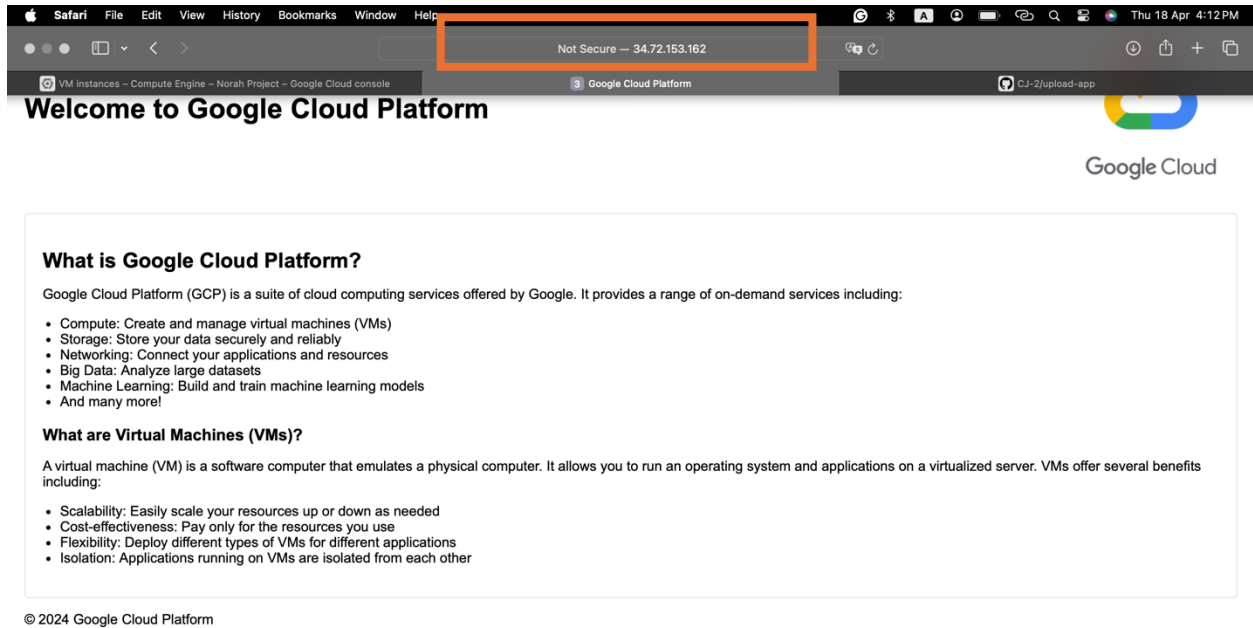 Safari File Edit View History Bookmarks Window Help
Thu 18 Apr 4:12 PM
Not Secure — 34.72.153.162
VM instances – Compute Engine – Norah Project – Google Cloud console
3 Google Cloud Platform
CJ-2/upload-app
Welcome to Google Cloud Platform
Google Cloud
What is Google Cloud Platform?
Google Cloud Platform (GCP) is a suite of cloud computing services offered by Google. It provides a range of on-demand services including:
• Compute: Create and manage virtual machines (VMs)
• Storage: Store your data securely and reliably
• Networking: Connect your applications and resources
• Big Data: Analyze large datasets
• Machine Learning: Build and train machine learning models
• And many more!
What are Virtual Machines (VMs)?
A virtual machine (VM) is a software computer that emulates a physical computer. It allows you to run an operating system and applications on a virtualized server. VMs offer several benefits
including:
• Scalability: Easily scale your resources up or down as needed
• Cost-effectiveness: Pay only for the resources you use
• Flexibility: Deploy different types of VMs for different applications
• Isolation: Applications running on VMs are isolated from each other
© 2024 Google Cloud Platform